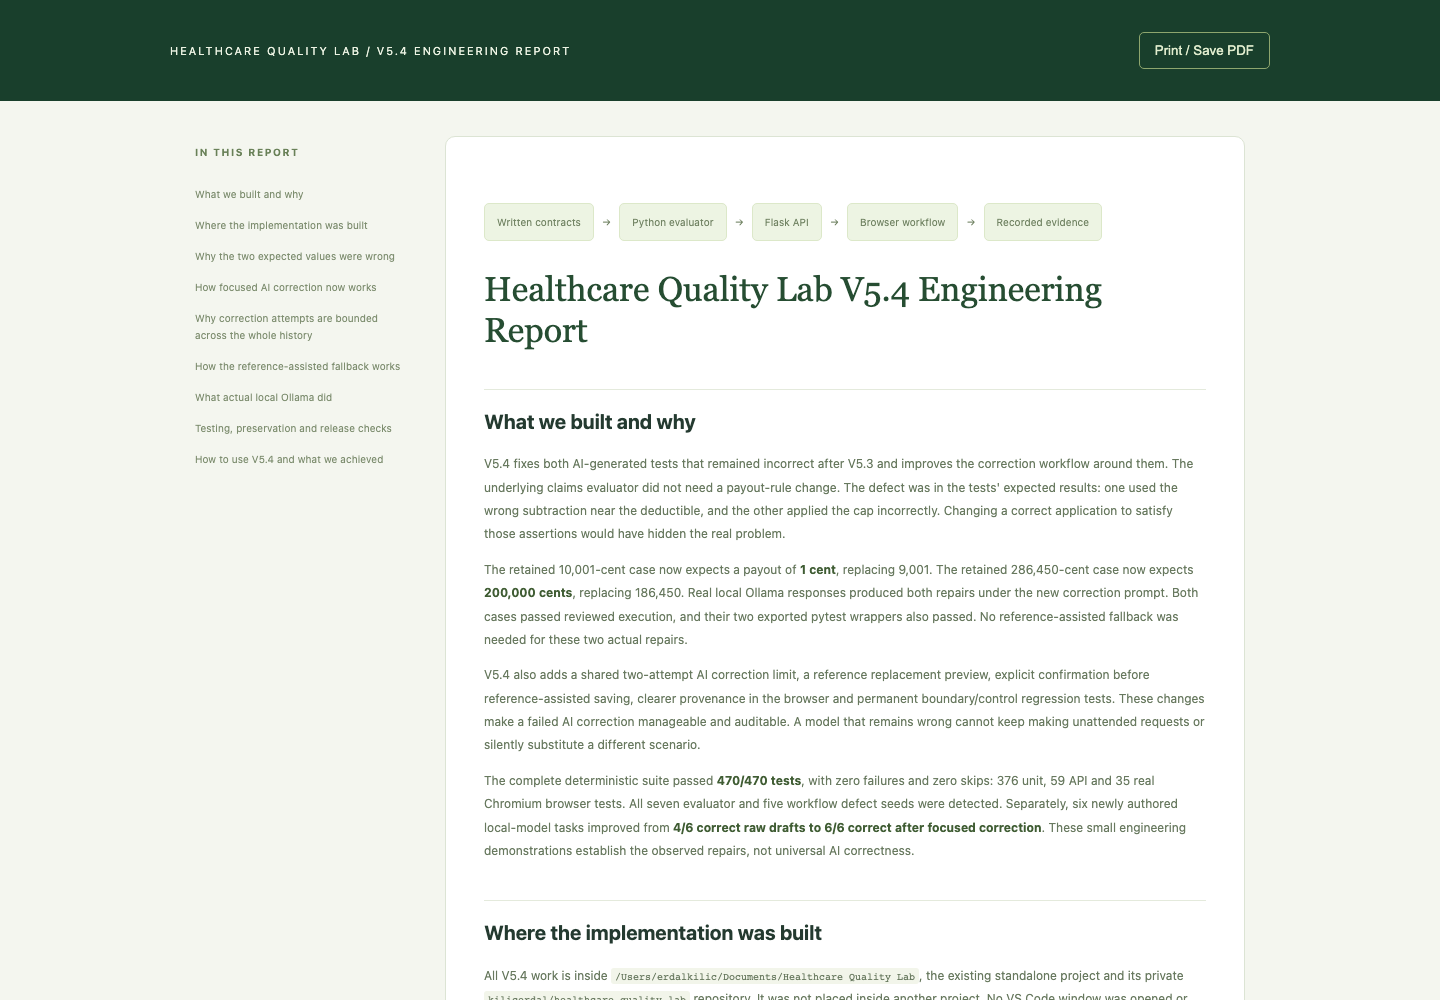 HEALTHCARE QUALITY LAB / V5.4 ENGINEERING REPORT
Print / Save PDF
IN THIS REPORT
What we built and why
Where the implementation was built
Why the two expected values were wrong
How focused AI correction now works
Why correction attempts are bounded
across the whole history
How the reference-assisted fallback works
What actual local Ollama did
Testing, preservation and release checks
How to use V5.4 and what we achieved
Written contracts → Python evaluator → Flask API → Browser workflow → Recorded evidence
Healthcare Quality Lab V5.4 Engineering
Report
What we built and why
V5.4 fixes both AI-generated tests that remained incorrect after V5.3 and improves the correction workflow around them. The
underlying claims evaluator did not need a payout-rule change. The defect was in the tests' expected results: one used the
wrong subtraction near the deductible, and the other applied the cap incorrectly. Changing a correct application to satisfy
those assertions would have hidden the real problem.
The retained 10,001-cent case now expects a payout of 1 cent, replacing 9,001. The retained 286,450-cent case now expects
200,000 cents, replacing 186,450. Real local Ollama responses produced both repairs under the new correction prompt. Both
cases passed reviewed execution, and their two exported pytest wrappers also passed. No reference-assisted fallback was
needed for these two actual repairs.
V5.4 also adds a shared two-attempt AI correction limit, a reference replacement preview, explicit confirmation before
reference-assisted saving, clearer provenance in the browser and permanent boundary/control regression tests. These changes
make a failed AI correction manageable and auditable. A model that remains wrong cannot keep making unattended requests or
silently substitute a different scenario.
The complete deterministic suite passed 470/470 tests, with zero failures and zero skips: 376 unit, 59 API and 35 real
Chromium browser tests. All seven evaluator and five workflow defect seeds were detected. Separately, six newly authored
local-model tasks improved from 4/6 correct raw drafts to 6/6 correct after focused correction. These small engineering
demonstrations establish the observed repairs, not universal AI correctness.
Where the implementation was built
All V5.4 work is inside /Users/erdalkilic/Documents/Healthcare Quality Lab, the existing standalone project and its private
repository. It was not placed inside another project. No VS Code window was opened or